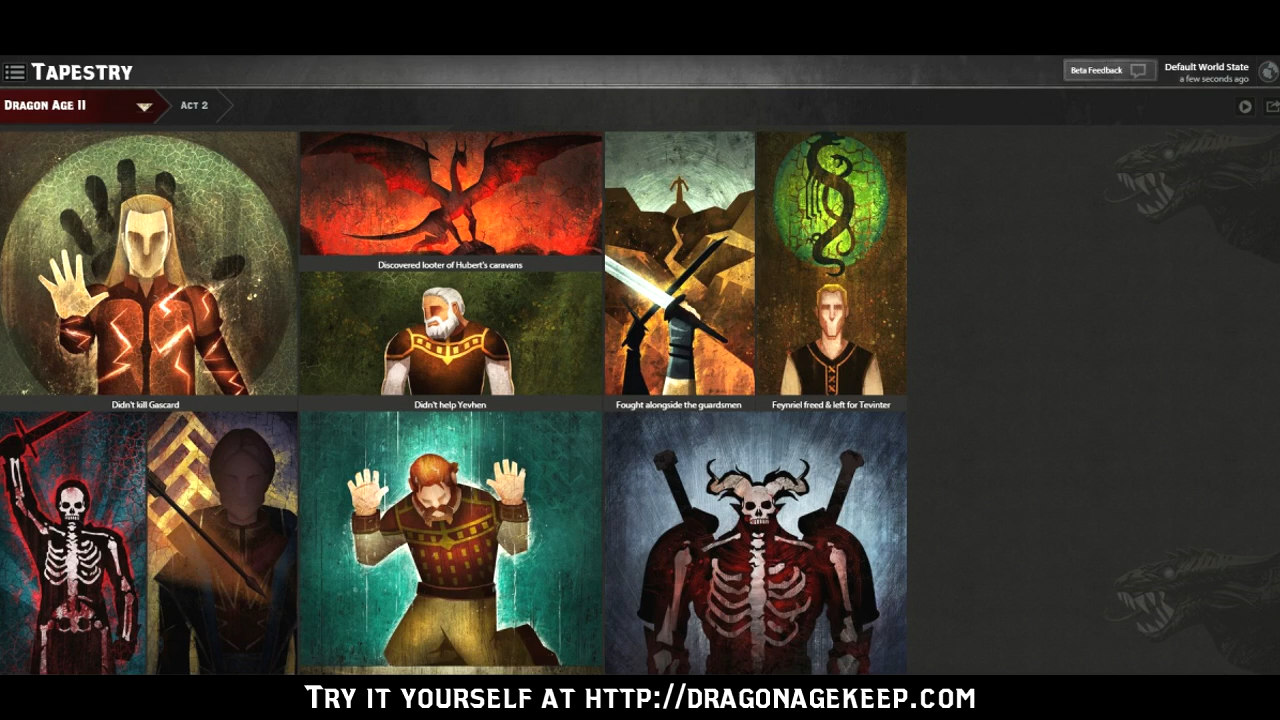 TAPESTRY
Beta Feedback
Default World State
a few seconds ago
DRAGON AGE II
ACT 2
Discovered looter of Hubert's caravans
Didn't kill Gascard
Didn't help Yevhen
Fought alongside the guardsmen
Feynriel freed & left for Tevinter
TRY IT YOURSELF AT HTTP://DRAGONAGEKEEP.COM